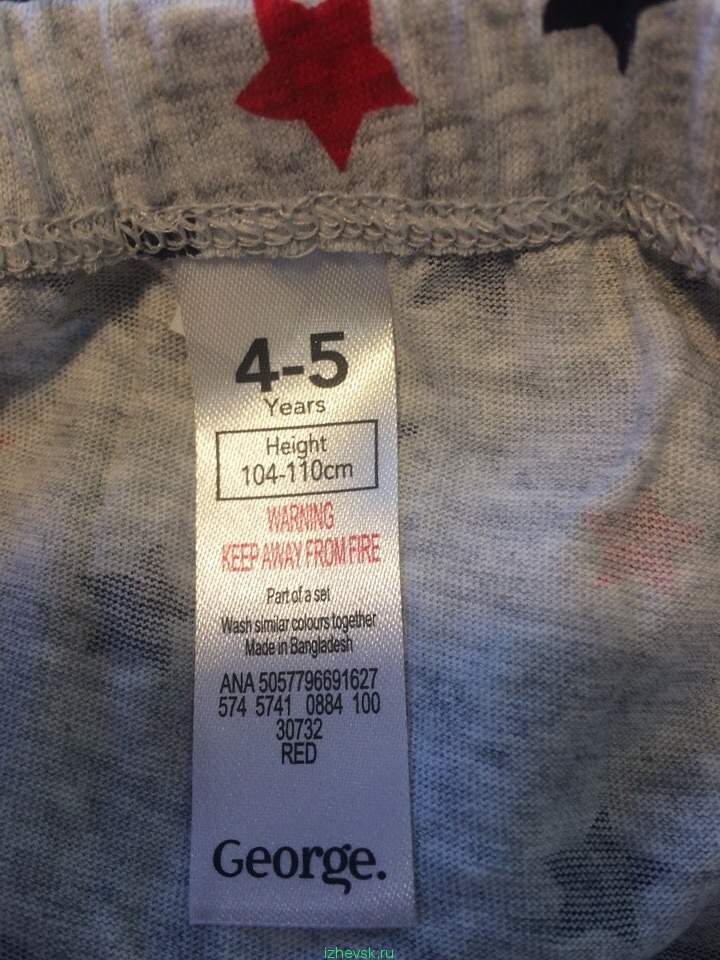 4-5
Years
Height
104-110cm
WARNING
KEEP AWAY FROM FIRE
Part of a set
Wash similar colours together
Made in Bangladesh
ANA 5057796691627
574 5741 0884 100
30732
RED
George.
izhevsk.ru